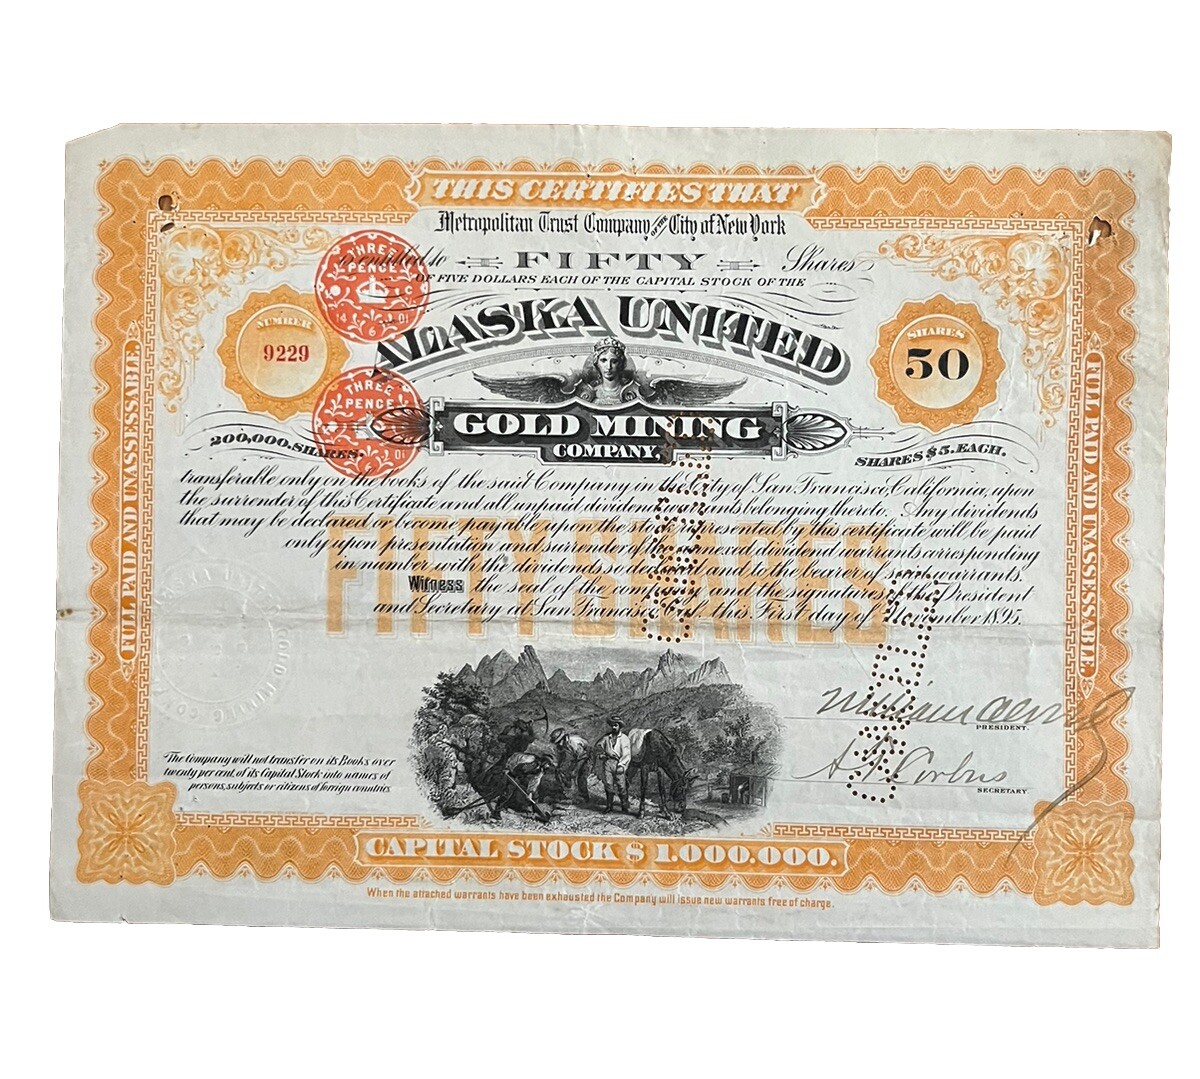 THIS CERTIFIES THAT
Metropolitan Trust Company OF THE City of New York
is entitled to FIFTY Shares
OF FIVE DOLLARS EACH OF THE CAPITAL STOCK OF THE
THREE
PENCE
14 6 01
NUMBER
9229
ALASKA UNITED
SHARES
50
THREE
PENCE
01
GOLD MINING
COMPANY,
200,000. SHARES.
SHARES $5. EACH.
transferable only on the books of the said Company in the City of San Francisco, California, upon
the surrender of this Certificate and all unpaid dividend warrants belonging thereto. Any dividends
that may be declared or become payable upon the stock represented by this certificate will be paid
only upon presentation and surrender of the annexed dividend warrants corresponding
in number with the dividends so declared and to the bearer of said warrants.
Witness the seal of the company and the signatures of the President
and Secretary at San Francisco, Cal. this First day of November 1895.
FIFTY SHARES
FULL PAID AND UNASSESSABLE.
FULL PAID AND UNASSESSABLE.
CANCELLED
William Alvord
PRESIDENT.
Corbus
SECRETARY.
The Company will not transfer on its Books over
twenty per cent. of its Capital Stock into names of
persons, subjects or citizens of foreign countries.
CAPITAL STOCK $1.000.000.
When the attached warrants have been exhausted the Company will issue new warrants free of charge.